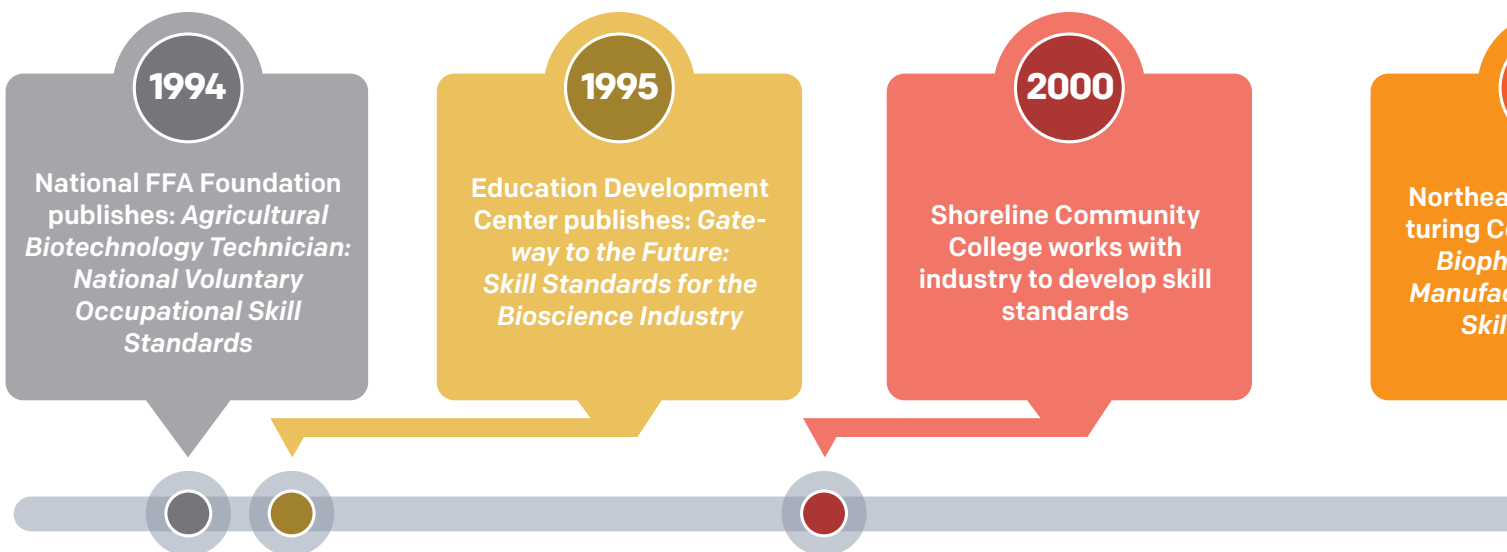 1994
National FFA Foundation
publishes: Agricultural
Biotechnology Technician:
National Voluntary
Occupational Skill
Standards
1995
Education Development
Center publishes: Gate-
way to the Future:
Skill Standards for the
Bioscience Industry
2000
Shoreline Community
College works with
industry to develop skill
standards
turing